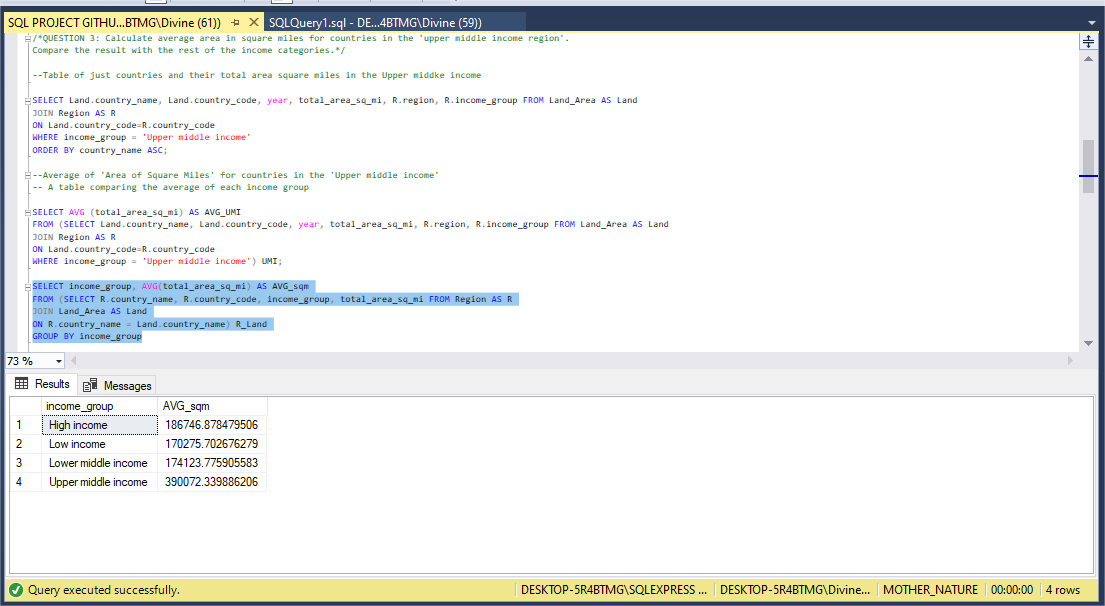 SQL PROJECT GITHU...BTMG\Divine (61))
SQLQuery1.sql - DE...4BTMG\Divine (59))
/*QUESTION 3: Calculate average area in square miles for countries in the 'upper middle income region'.
Compare the result with the rest of the income categories.*/
--Table of just countries and their total area square miles in the Upper middke income
SELECT Land.country_name, Land.country_code, year, total_area_sq_mi, R.region, R.income_group FROM Land_Area AS Land
JOIN Region AS R
ON Land.country_code=R.country_code
WHERE income_group = 'Upper middle income'
ORDER BY country_name ASC;
--Average of 'Area of Square Miles' for countries in the 'Upper middle income'
-- A table comparing the average of each income group
SELECT AVG (total_area_sq_mi) AS AVG_UMI
FROM (SELECT Land.country_name, Land.country_code, year, total_area_sq_mi, R.region, R.income_group FROM Land_Area AS Land
JOIN Region AS R
ON Land.country_code=R.country_code
WHERE income_group = 'Upper middle income') UMI;
SELECT income_group, AVG(total_area_sq_mi) AS AVG_sqm
FROM (SELECT R.country_name, R.country_code, income_group, total_area_sq_mi FROM Region AS R
JOIN Land_Area AS Land
ON R.country_name = Land.country_name) R_Land
GROUP BY income_group
73 %
Results
Messages
income_group AVG_sqm
1 High income 186746.878479506
2 Low income 170275.702676279
3 Lower middle income 174123.775905583
4 Upper middle income 390072.339886206
Query executed successfully.
DESKTOP-5R4BTMG\SQLEXPRESS ...
DESKTOP-5R4BTMG\Divine...
MOTHER_NATURE
00:00:00
4 rows